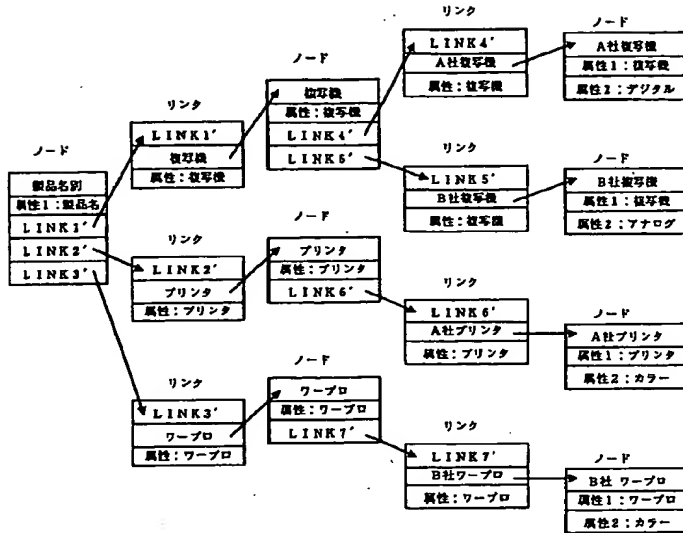 ノード
製品名別
属性1:製品名
LINK1′
LINK2′
LINK3′
リンク
LINK1′
複写機
属性:複写機
リンク
LINK2′
プリンタ
属性:プリンタ
リンク
LINK3′
ワープロ
属性:ワープロ
ノード
複写機
属性:複写機
LINK4′
LINK5′
ノード
プリンタ
属性:プリンタ
LINK6′
ノード
ワープロ
属性:ワープロ
LINK7′
リンク
LINK4′
A社複写機
属性:複写機
リンク
LINK5′
B社複写機
属性:複写機
リンク
LINK6′
A社プリンタ
属性:プリンタ
リンク
LINK7′
B社ワープロ
属性:ワープロ
ノード
A社複写機
属性1:複写機
属性2:デジタル
ノード
B社複写機
属性1:複写機
属性2:アナログ
ノード
A社プリンタ
属性1:プリンタ
属性2:カラー
ノード
B社 ワープロ
属性1:ワープロ
属性2:カラー